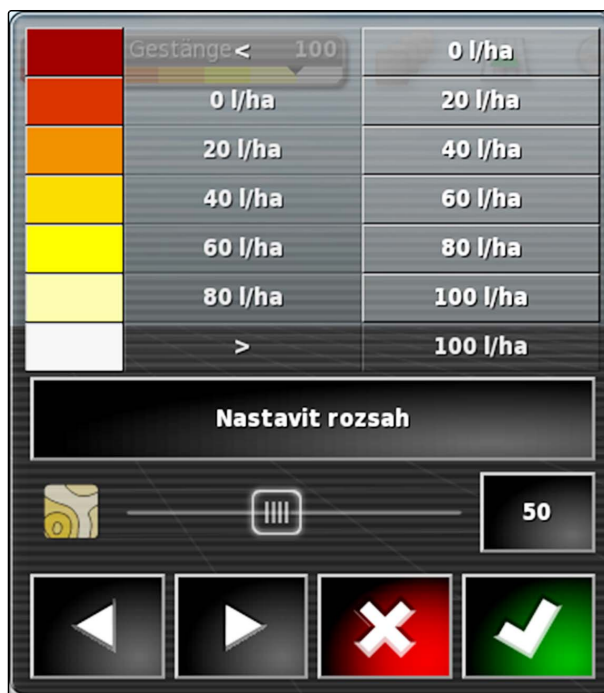 Gestänge < 100 0 l/ha
0 l/ha 20 l/ha
20 l/ha 40 l/ha
40 l/ha 60 l/ha
60 l/ha 80 l/ha
80 l/ha 100 l/ha
> 100 l/ha
Nastavit rozsah
50